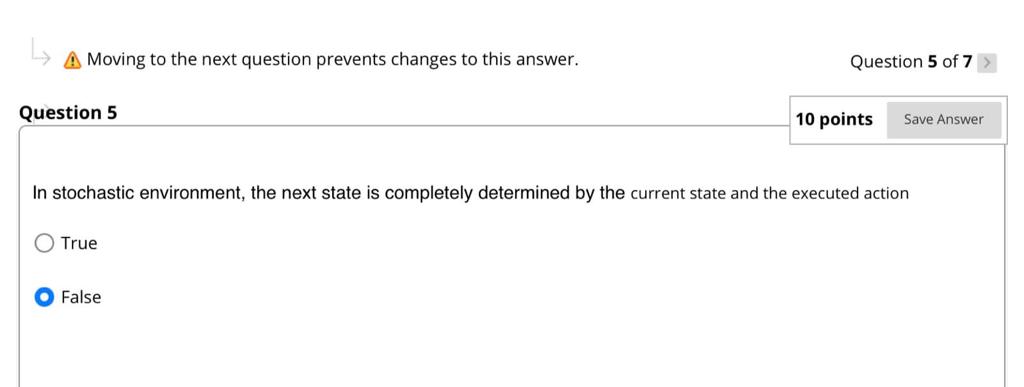 Moving to the next question prevents changes to this answer.
Question 5 of 7
Question 5
10 points
Save Answer
In stochastic environment, the next state is completely determined by the current state and the executed action
True
False